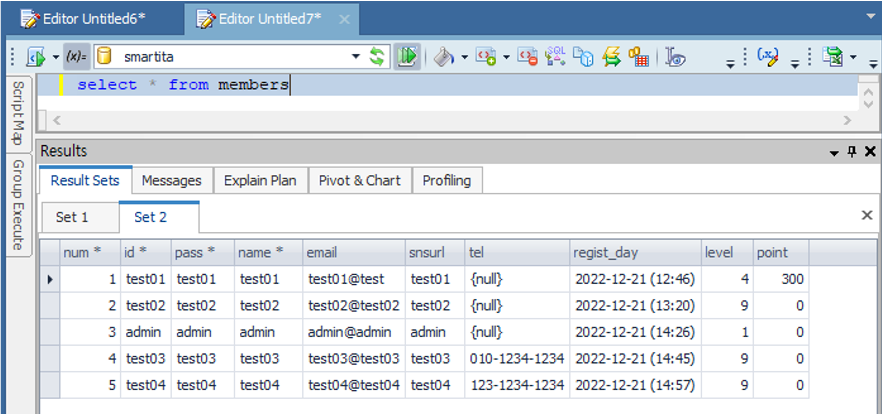 Editor Untitled6* Editor Untitled7*
(x)= smartita SQL
select * from members
Script Map
Group Execute
Results
Result Sets Messages Explain Plan Pivot & Chart Profiling
Set 1 Set 2
num * id * pass * name * email snsurl tel regist_day level point
1 test01 test01 test01 test01@test test01 {null} 2022-12-21 (12:46) 4 300
2 test02 test02 test02 test02@test02 test02 {null} 2022-12-21 (13:20) 9 0
3 admin admin admin admin@admin admin {null} 2022-12-21 (14:26) 1 0
4 test03 test03 test03 test03@test03 test03 010-1234-1234 2022-12-21 (14:45) 9 0
5 test04 test04 test04 test04@test04 test04 123-1234-1234 2022-12-21 (14:57) 9 0